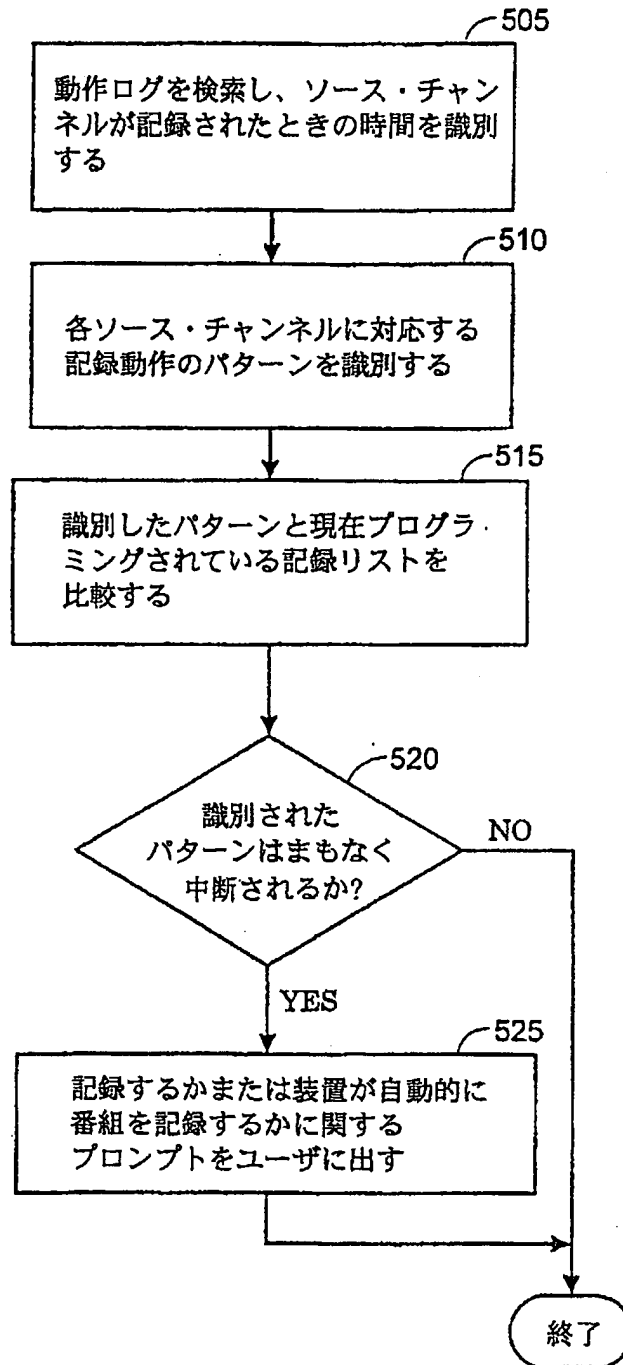 505
動作ログを検索し、ソース・チャン
ネルが記録されたときの時間を識別
する
510
各ソース・チャンネルに対応する
記録動作のパターンを識別する
515
識別したパターンと現在プログラ
ミングされている記録リストを
比較する
520
識別された
パターンはまもなく
中断されるか?
NO
YES
525
記録するかまたは装置が自動的に
番組を記録するかに関する
プロンプトをユーザに出す
終了